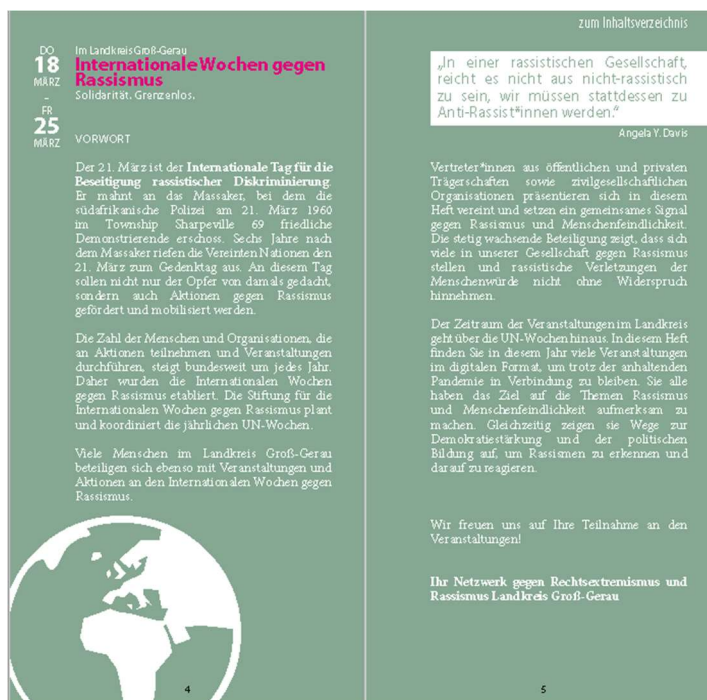 DO
18
MÄRZ
–
FR
25
MÄRZ
Im Landkreis Groß-Gerau
Internationale Wochen gegen
Rassismus
Solidarität. Grenzenlos.
VORWORT
Der 21. März ist der Internationale Tag für die
Beseitigung rassistischer Diskriminierung.
Er mahnt an das Massaker, bei dem die
südafrikanische Polizei am 21. März 1960
im Township Sharpeville 69 friedliche
Demonstrierende erschoss. Sechs Jahre nach
dem Massaker riefen die Vereinten Nationen den
21. März zum Gedenktag aus. An diesem Tag
sollen nicht nur der Opfer von damals gedacht,
sondern auch Aktionen gegen Rassismus
gefördert und mobilisiert werden.
Die Zahl der Menschen und Organisationen, die
an Aktionen teilnehmen und Veranstaltungen
durchführen, steigt bundesweit um jedes Jahr.
Daher wurden die Internationalen Wochen
gegen Rassismus etabliert. Die Stiftung für die
Internationalen Wochen gegen Rassismus plant
und koordiniert die jährlichen UN-Wochen.
Viele Menschen im Landkreis Groß-Gerau
beteiligen sich ebenso mit Veranstaltungen und
Aktionen an den Internationalen Wochen gegen
Rassismus.
4
zum Inhaltsverzeichnis
„In einer rassistischen Gesellschaft,
reicht es nicht aus nicht-rassistisch
zu sein, wir müssen stattdessen zu
Anti-Rassist*innen werden.“
Angela Y. Davis
Vertreter*innen aus öffentlichen und privaten
Trägerschaften sowie zivilgesellschaftlichen
Organisationen präsentieren sich in diesem
Heft vereint und setzen ein gemeinsames Signal
gegen Rassismus und Menschenfeindlichkeit.
Die stetig wachsende Beteiligung zeigt, dass sich
viele in unserer Gesellschaft gegen Rassismus
stellen und rassistische Verletzungen der
Menschenwürde nicht ohne Widerspruch
hinnehmen.
Der Zeitraum der Veranstaltungen im Landkreis
geht über die UN-Wochen hinaus. In diesem Heft
finden Sie in diesem Jahr viele Veranstaltungen
im digitalen Format, um trotz der anhaltenden
Pandemie in Verbindung zu bleiben. Sie alle
haben das Ziel auf die Themen Rassismus
und Menschenfeindlichkeit aufmerksam zu
machen. Gleichzeitig zeigen sie Wege zur
Demokratiestärkung und der politischen
Bildung auf, um Rassismen zu erkennen und
darauf zu reagieren.
Wir freuen uns auf Ihre Teilnahme an den
Veranstaltungen!
Ihr Netzwerk gegen Rechtsextremismus und
Rassismus Landkreis Groß-Gerau
5